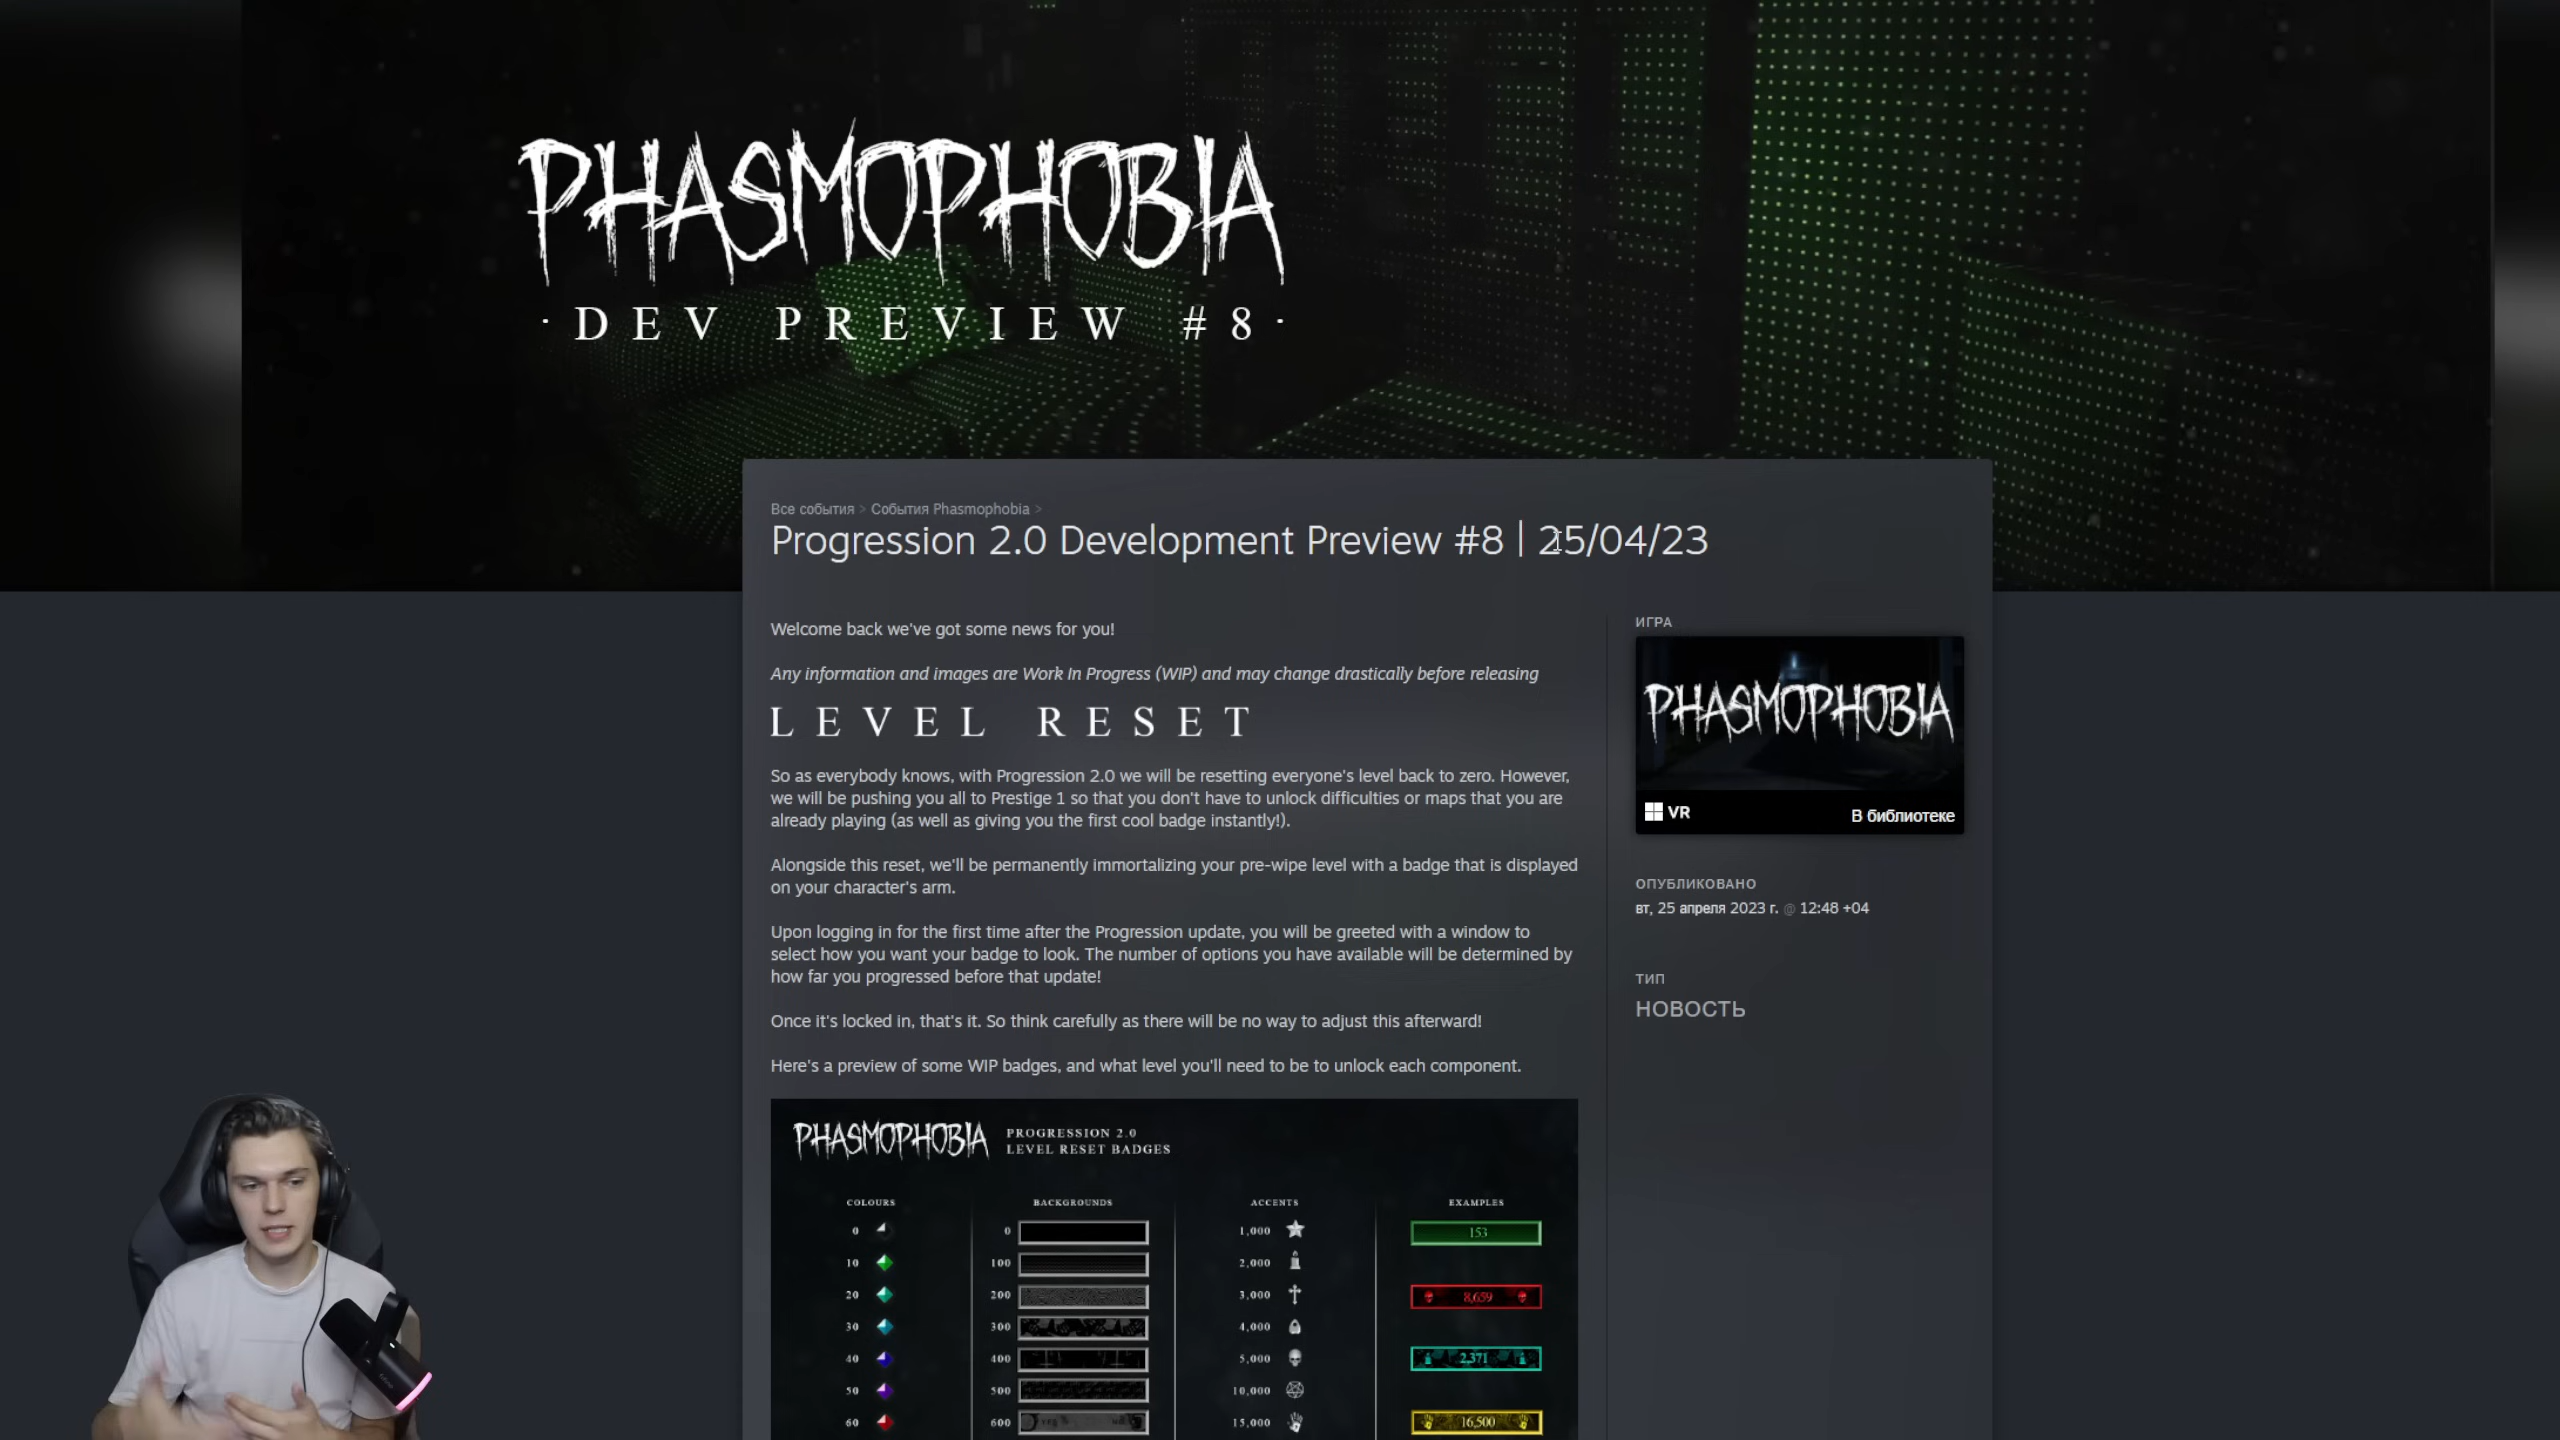 PHASMOPHOBIA
· DEV PREVIEW #8 ·
Все события > События Phasmophobia >
Progression 2.0 Development Preview #8 | 25/04/23
Welcome back we've got some news for you!
Any information and images are Work In Progress (WIP) and may change drastically before releasing
LEVEL RESET
So as everybody knows, with Progression 2.0 we will be resetting everyone's level back to zero. However,
we will be pushing you all to Prestige 1 so that you don't have to unlock difficulties or maps that you are
already playing (as well as giving you the first cool badge instantly!).
Alongside this reset, we'll be permanently immortalizing your pre-wipe level with a badge that is displayed
on your character's arm.
Upon logging in for the first time after the Progression update, you will be greeted with a window to
select how you want your badge to look. The number of options you have available will be determined by
how far you progressed before that update!
Once it's locked in, that's it. So think carefully as there will be no way to adjust this afterward!
Here's a preview of some WIP badges, and what level you'll need to be to unlock each component.
PHASMOPHOBIA
PROGRESSION 2.0
LEVEL RESET BADGES
COLOURS
0
10
20
30
40
50
60
BACKGROUNDS
0
100
200
300
400
500
600
ACCENTS
1,000
2,000
3,000
4,000
5,000
10,000
15,000
EXAMPLES
153
8,659
2,371
16,500
ИГРА
PHASMOPHOBIA
VR
В библиотеке
ОПУБЛИКОВАНО
вт, 25 апреля 2023 г. @ 12:48 +04
ТИП
НОВОСТЬ